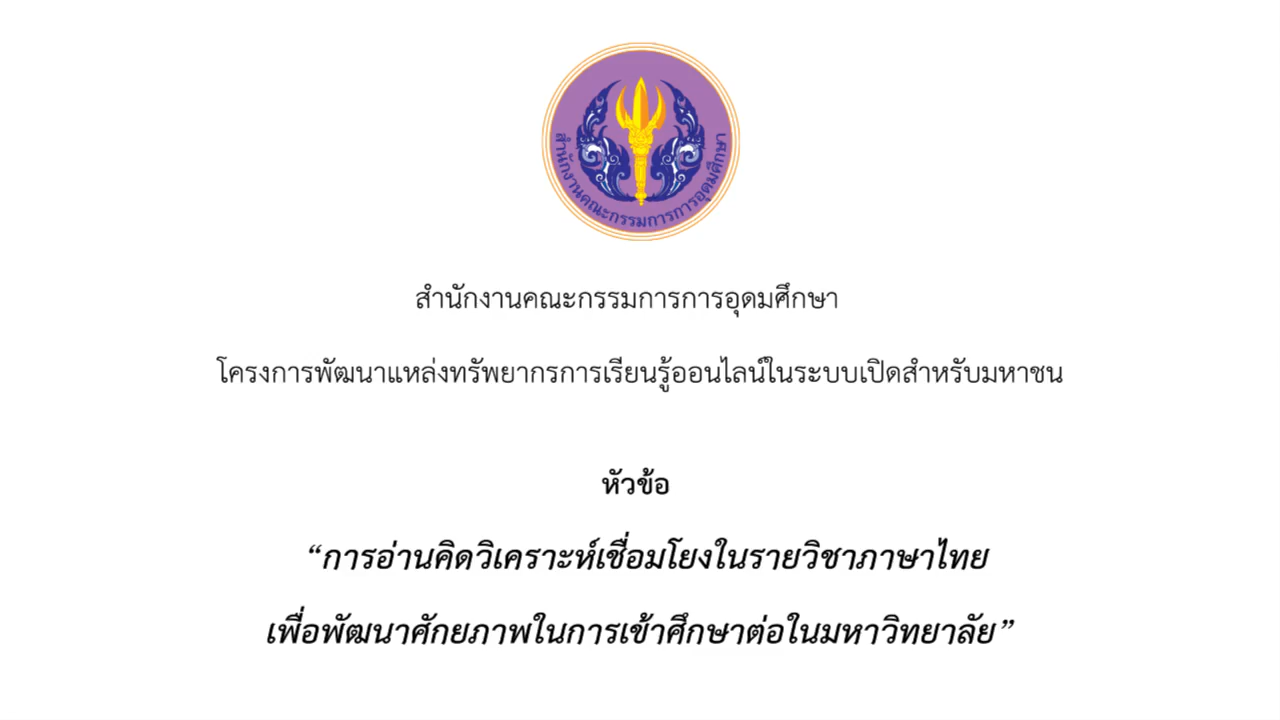 สำนักงานคณะกรรมการการอุดมศึกษา
สำนักงานคณะกรรมการการอุดมศึกษา
โครงการพัฒนาแหล่งทรัพยากรการเรียนรู้ออนไลน์ในระบบเปิดสำหรับมหาชน
หัวข้อ
“การอ่านคิดวิเคราะห์เชื่อมโยงในรายวิชาภาษาไทย
เพื่อพัฒนาศักยภาพในการเข้าศึกษาต่อในมหาวิทยาลัย”